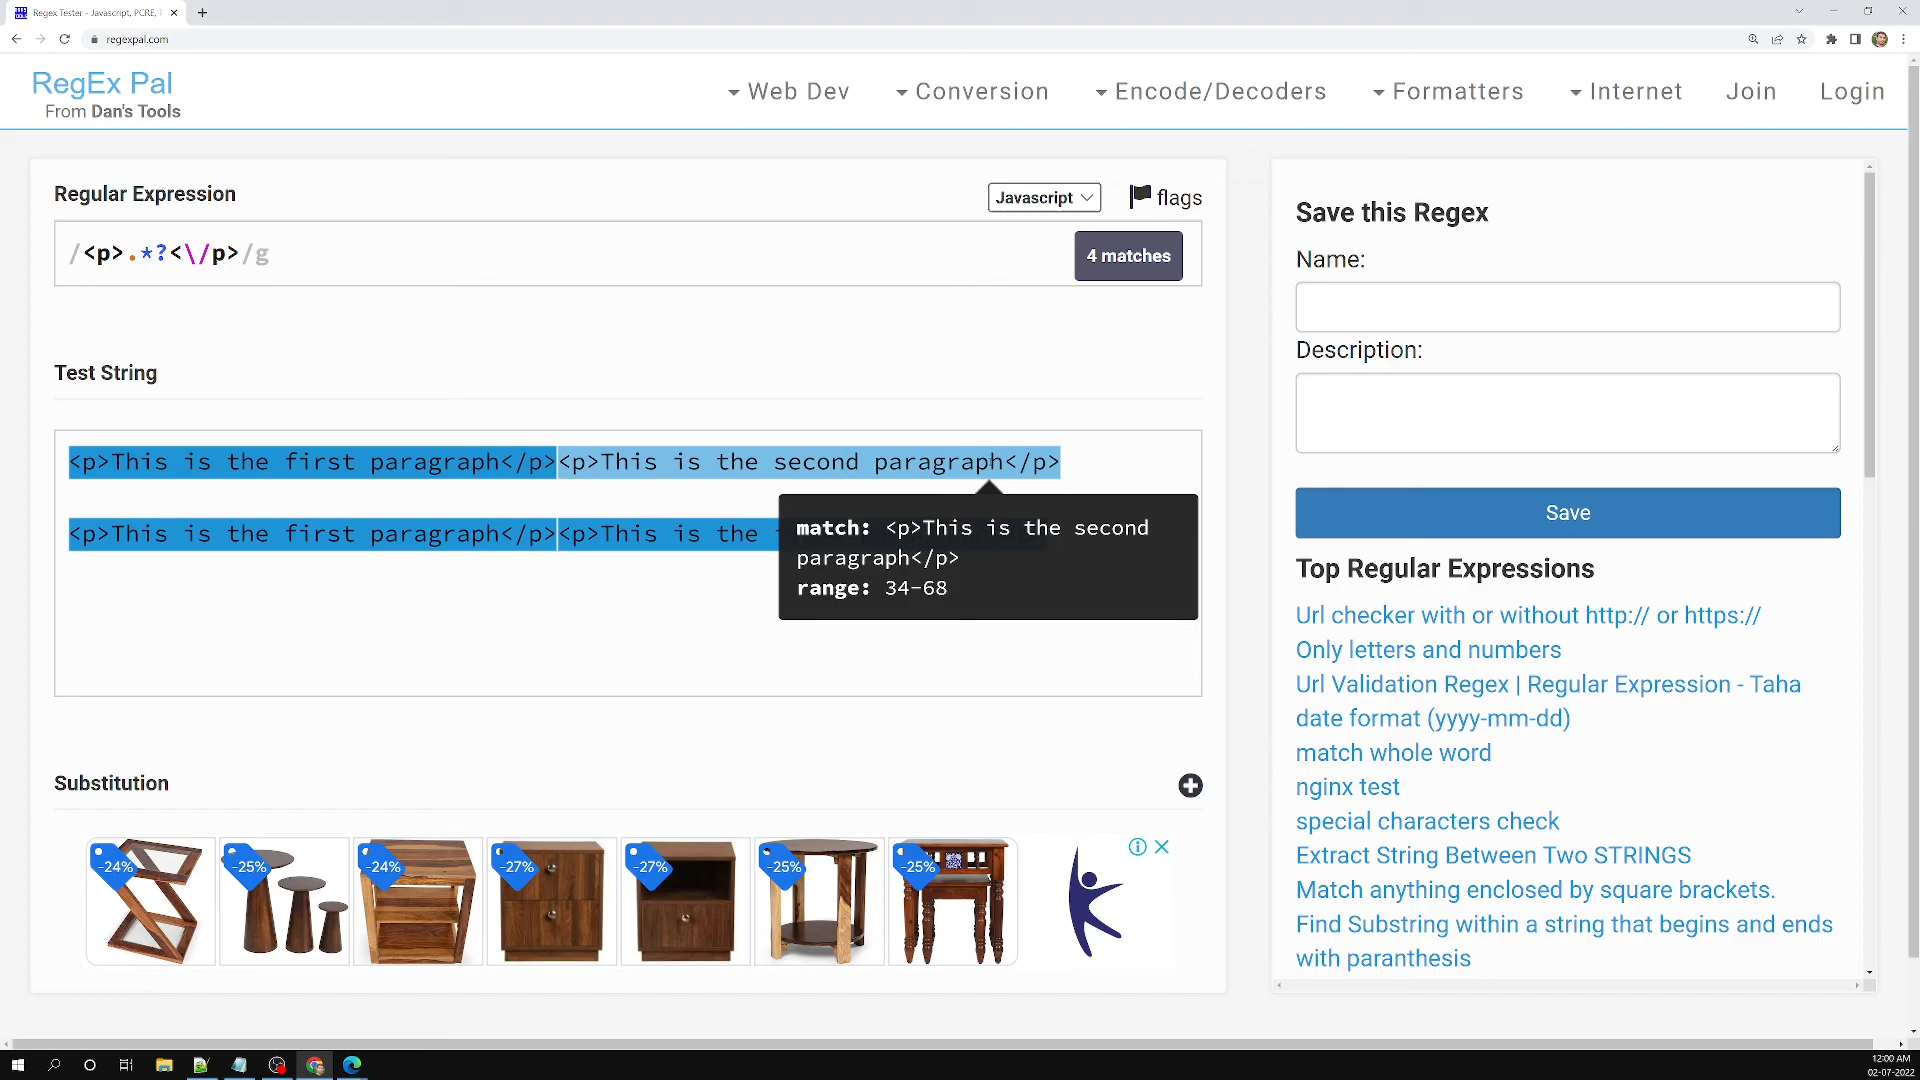 Regex Tester - Javascript, PCRE,
regexpal.com
RegEx Pal
From Dan's Tools
Web Dev
Conversion
Encode/Decoders
Formatters
Internet
Join
Login
Regular Expression
Javascript
flags
/<p>.*?<\/p>/g
4 matches
Test String
<p>This is the first paragraph</p><p>This is the second paragraph</p>
<p>This is the first paragraph</p><p>This is the
match: <p>This is the second
paragraph</p>
range: 34-68
Substitution
-24%
-25%
-24%
-27%
-27%
-25%
-25%
Save this Regex
Name:
Description:
Save
Top Regular Expressions
Url checker with or without http:// or https://
Only letters and numbers
Url Validation Regex | Regular Expression - Taha
date format (yyyy-mm-dd)
match whole word
nginx test
special characters check
Extract String Between Two STRINGS
Match anything enclosed by square brackets.
Find Substring within a string that begins and ends
with paranthesis
12:00 AM
02-07-2022